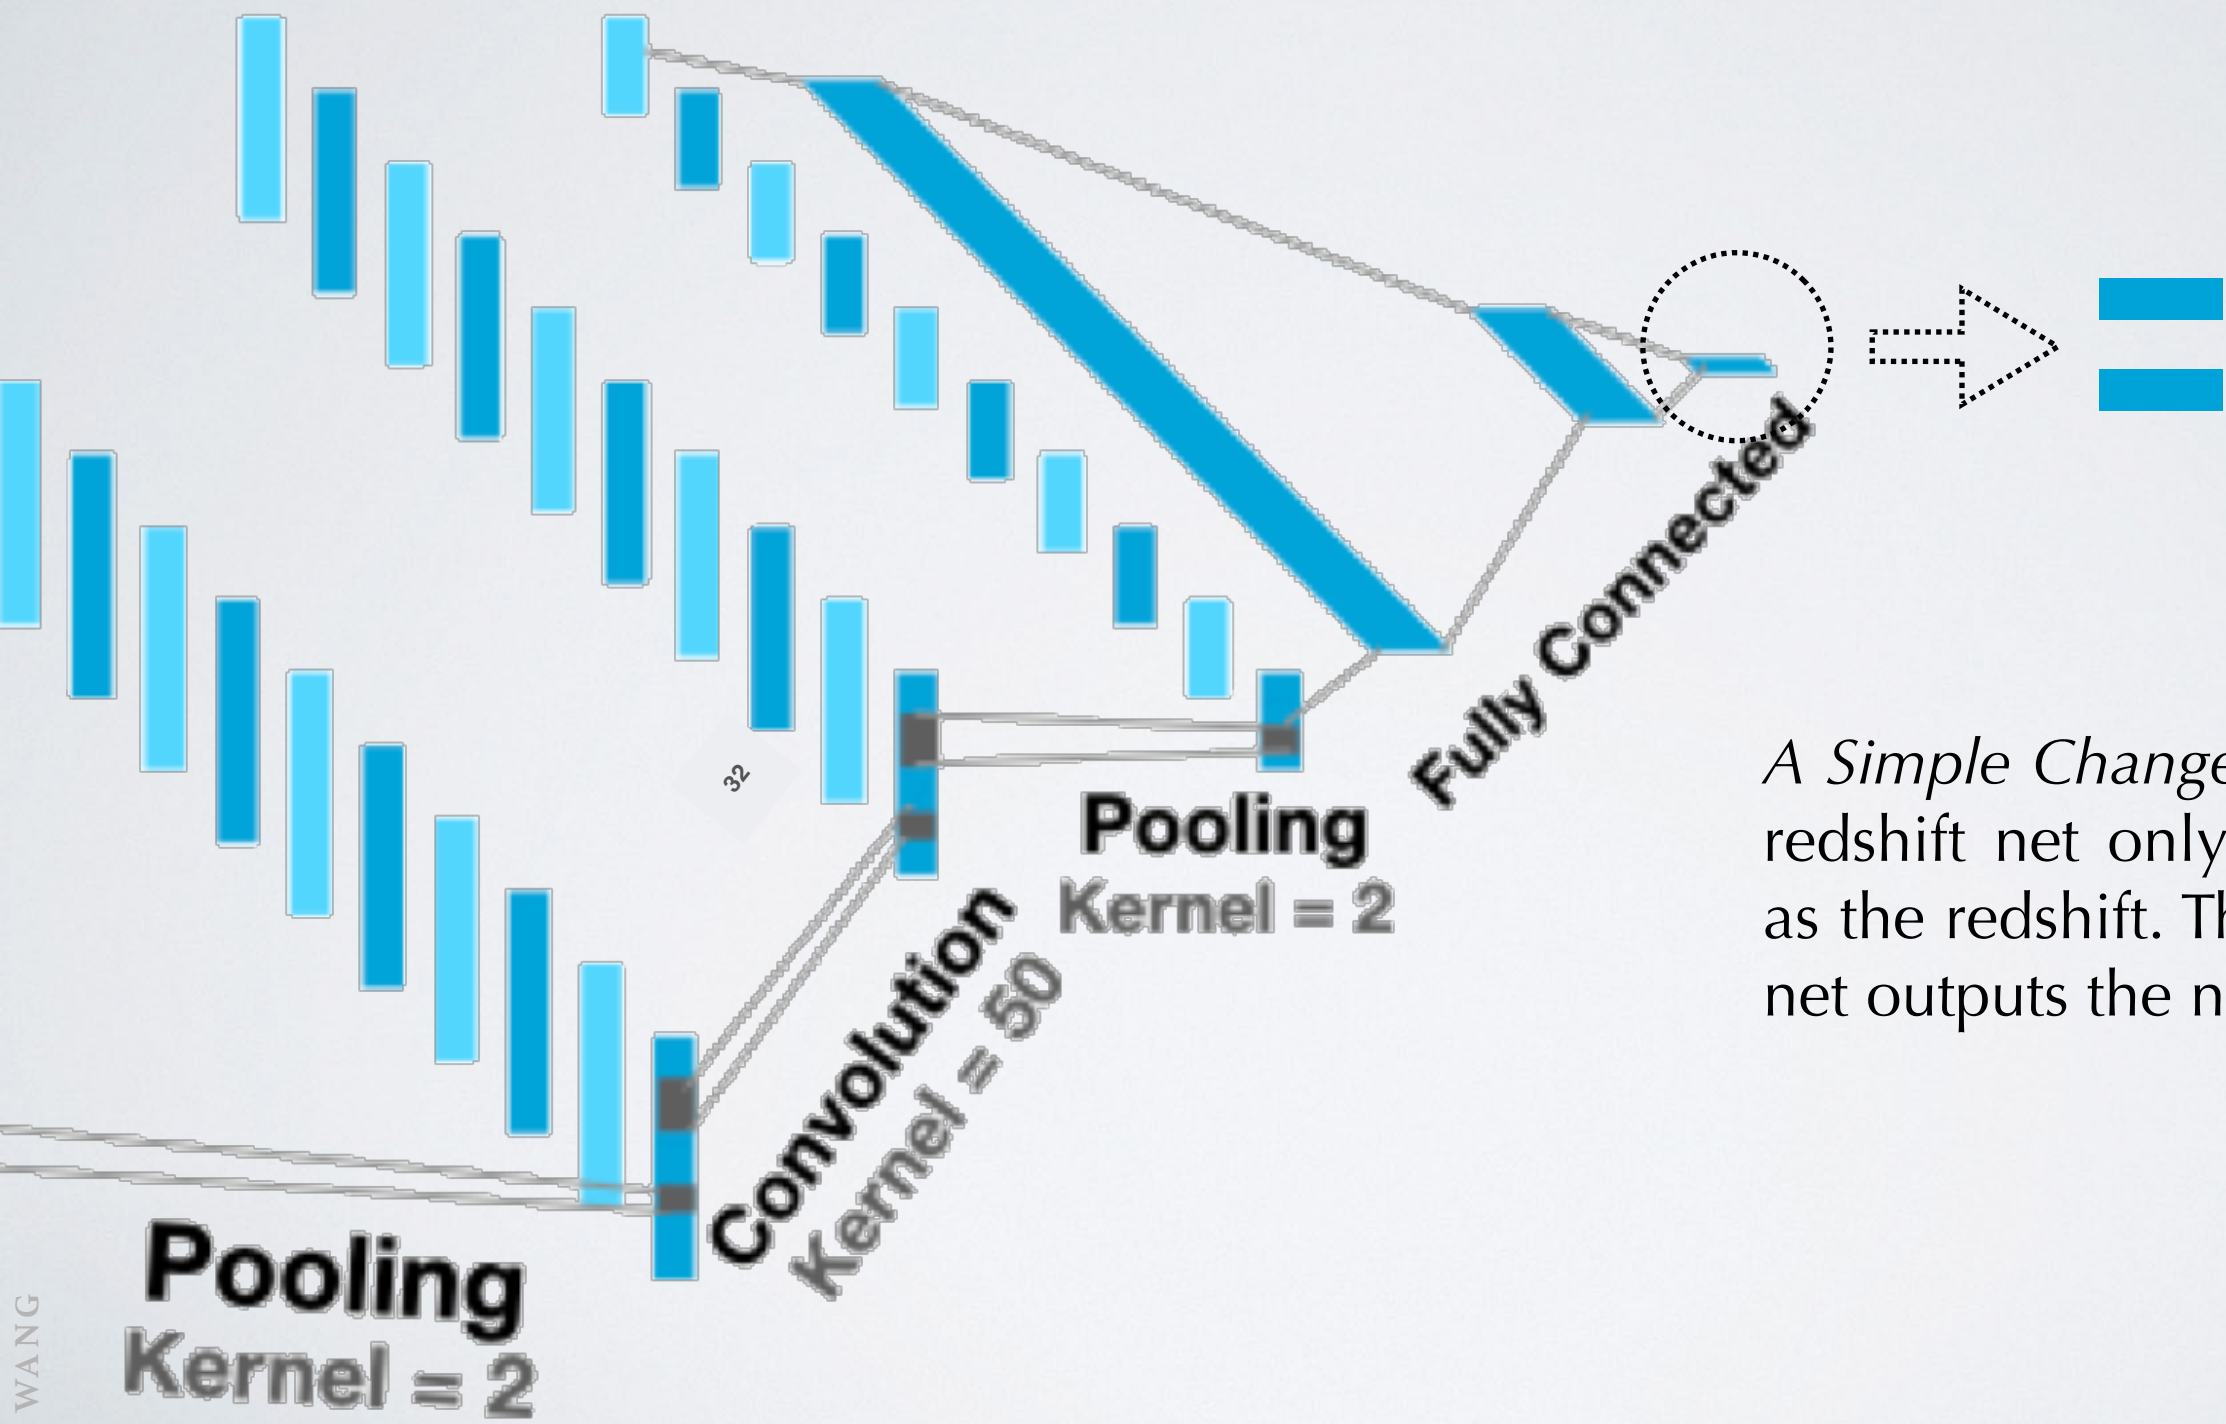 32
Pooling
Kernel = 2
Convolution
Kernel = 50
Pooling
Kernel = 2
Fully Connected
A Simple Change
redshift net only
as the redshift.
net outputs the
WANG